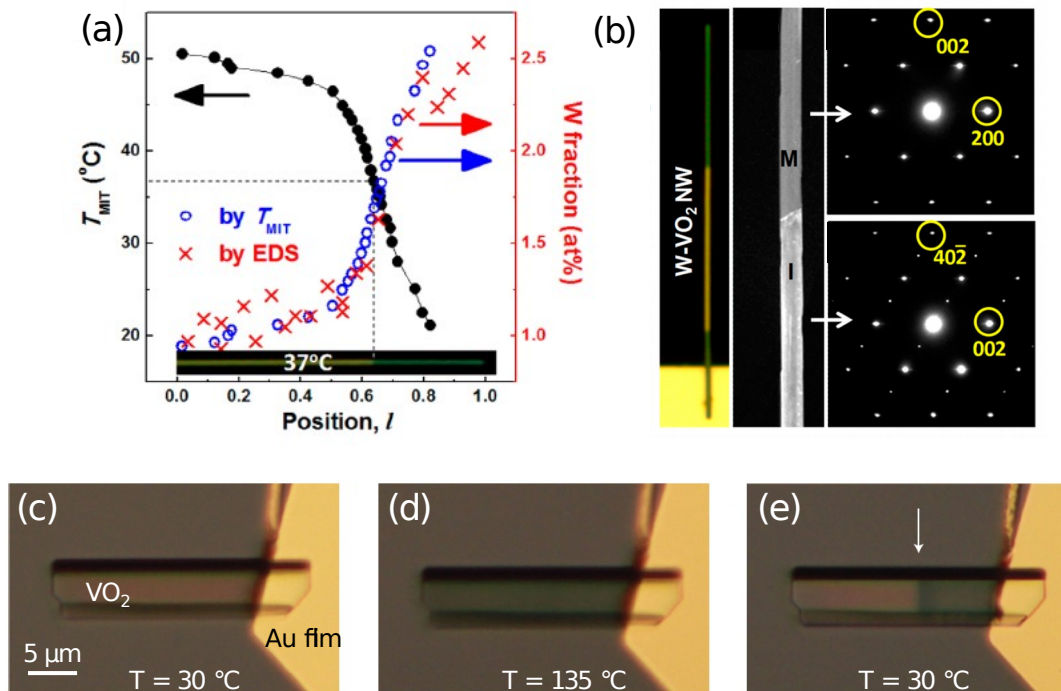 (a)
50
40
30
20
T_MIT (°C)
by T_MIT
by EDS
37°C
0.0 0.2 0.4 0.6 0.8 1.0
Position, l
2.5
2.0
1.5
1.0
W fraction (at%)
(b)
W-VO₂ NW
M
I
002
200
402̅
002
(c)
VO₂
Au flm
5 µm
T = 30 °C
(d)
T = 135 °C
(e)
T = 30 °C